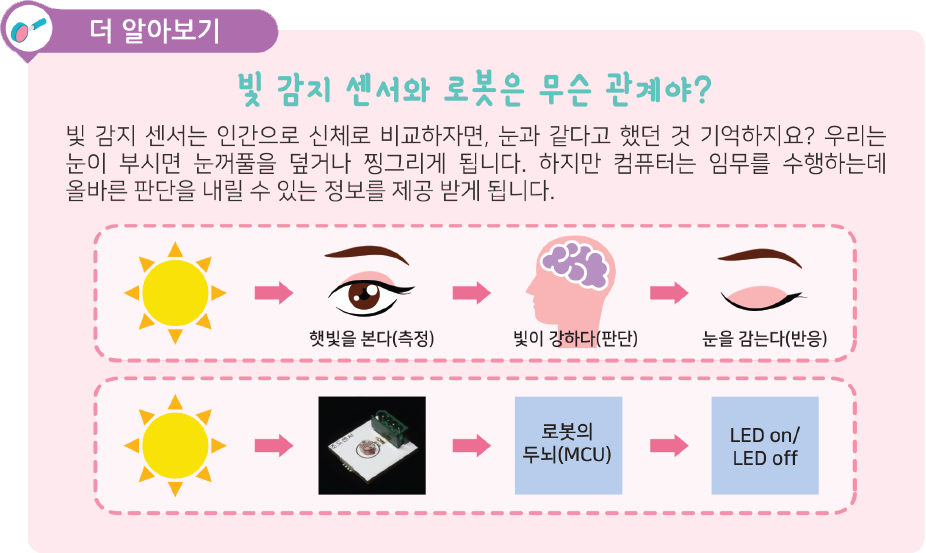 더 알아보기
빛 감지 센서와 로봇은 무슨 관계야?
빛 감지 센서는 인간으로 신체로 비교하자면, 눈과 같다고 했던 것 기억하지요? 우리는
눈이 부시면 눈꺼풀을 덮거나 찡그리게 됩니다. 하지만 컴퓨터는 임무를 수행하는데
올바른 판단을 내릴 수 있는 정보를 제공 받게 됩니다.
햇빛을 본다(측정)
빛이 강하다(판단)
눈을 감는다(반응)
로봇의
두뇌(MCU)
LED on/
LED off